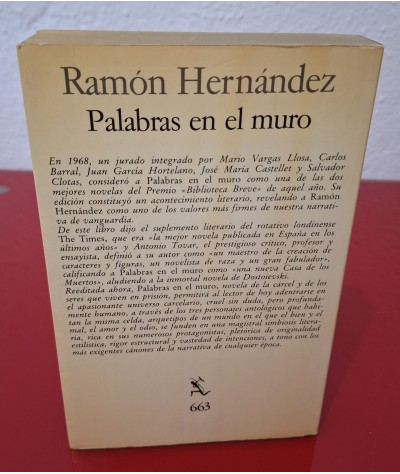 Ramón Hernández
Palabras en el muro
En 1968, un jurado integrado por Mario Vargas Llosa, Carlos
Barral, Juan García Hortelano, José María Castellet y Salvador
Clotas, consideró a Palabras en el muro como una de las dos
mejores novelas del Premio «Biblioteca Breve» de aquel año. Su
edición constituyó un acontecimiento literario, revelando a Ramón
Hernández como uno de los valores más firmes de nuestra narrati-
va de vanguardia.
De este libro dijo el suplemento literario del rotativo londinense
The Times, que era «la mejor novela publicada en España en los
últimos años» y Antonio Tovar, el prestigioso crítico, profesor y
ensayista, definió a su autor como «un maestro de la creación de
caracteres y figuras, un novelista de raza y un gran fabulador»,
calificando a Palabras en el muro como «una nueva Casa de los
Muertos», aludiendo a la inmortal novela de Dostoievski.
Reeditada ahora, Palabras en el muro, novela de la cárcel y de los
seres que viven en prisión, permitirá al lector de hoy adentrarse en
el apasionante universo carcelario, cruel sin duda, pero profunda-
mente humano, a través de los tres personajes antológicos que habi-
tan la misma celda, arquetipos de un mundo en el que el bien y el
mal, el amor y el odio, se funden en una magistral simbiosis litera-
ria, rica en sus numerosos protagonistas, pletórica de originalidad
estilística, rigor estructural y vastedad de intenciones, a tono con los
más exigentes cánones de la narrativa de cualquier época.
663